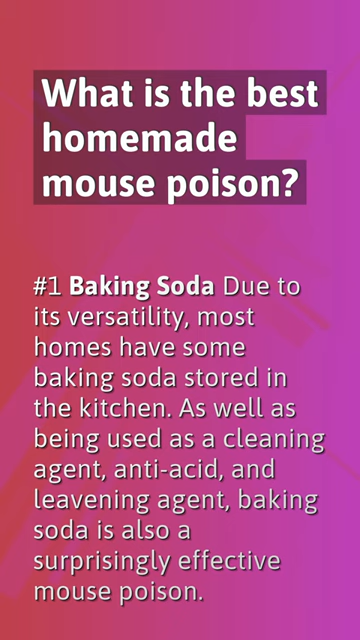 What is the best
homemade
mouse poison?
#1 Baking Soda Due to
its versatility, most
homes have some
baking soda stored in
the kitchen. As well as
being used as a cleaning
agent, anti-acid, and
leavening agent, baking
soda is also a
surprisingly effective
mouse poison.